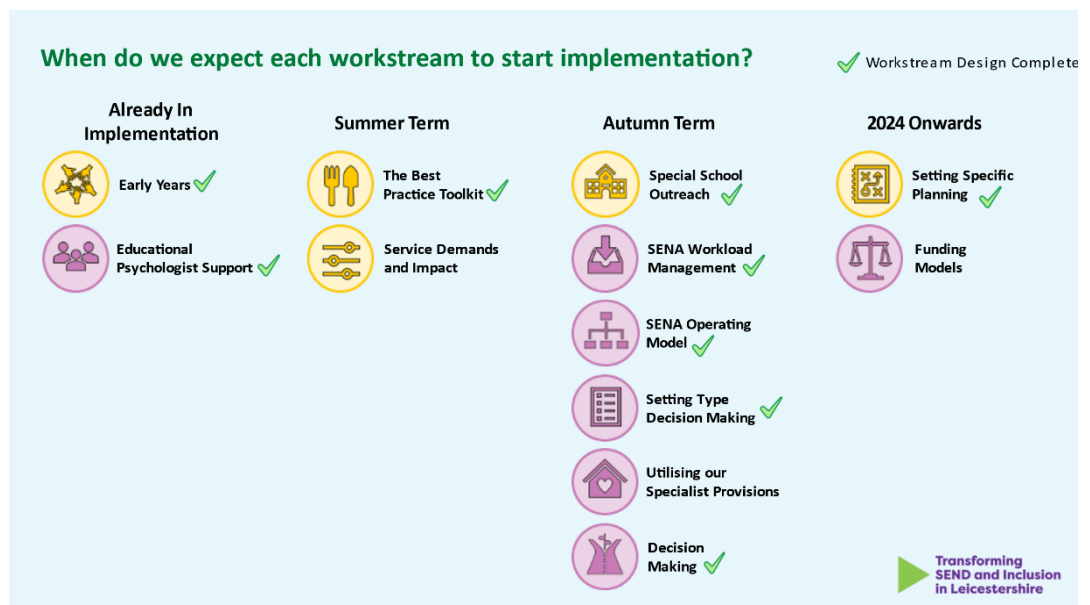 When do we expect each workstream to start implementation?
Workstream Design Complete
Already In
Implementation
Early Years
Educational
Psychologist Support
Summer Term
The Best
Practice Toolkit
Service Demands
and Impact
Autumn Term
Special School
Outreach
SENA Workload
Management
SENA Operating
Model
Setting Type
Decision Making
Utilising our
Specialist Provisions
Decision
Making
2024 Onwards
Setting Specific
Planning
Funding
Models
Transforming
SEND and Inclusion
in Leicestershire